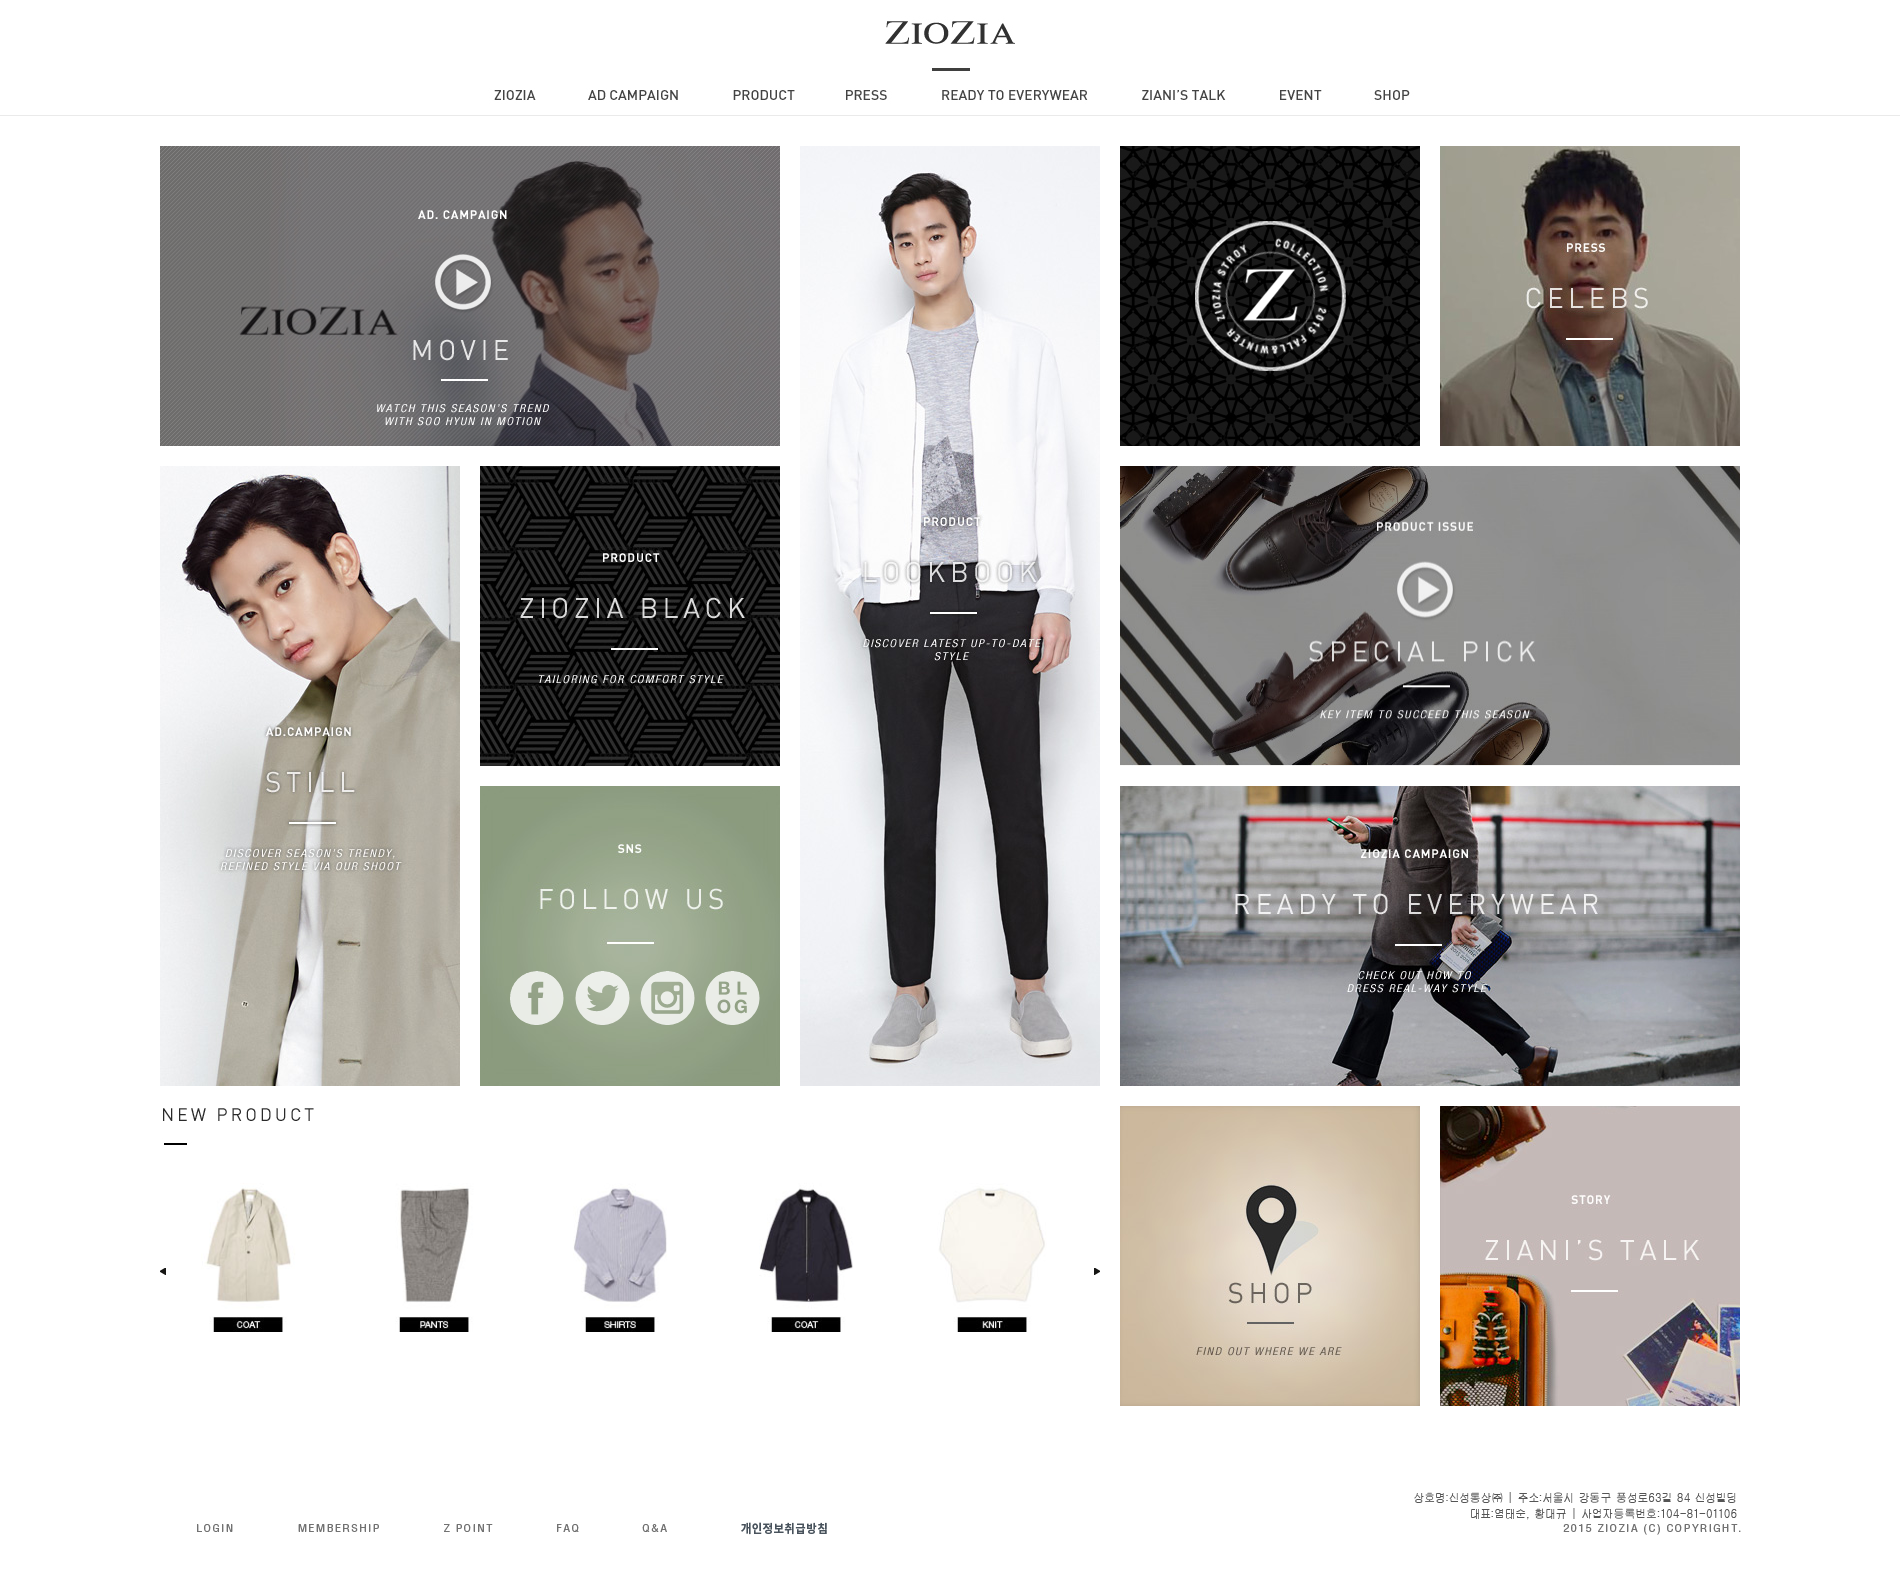 ZIOZIA
ZIOZIA
AD CAMPAIGN
PRODUCT
PRESS
READY TO EVERYWEAR
ZIANI'S TALK
EVENT
SHOP
AD. CAMPAIGN
ZIOZIA
MOVIE
WATCH THIS SEASON'S TREND
WITH SOO HYUN IN MOTION
PRODUCT
LOOKBOOK
DISCOVER LATEST UP-TO-DATE
STYLE
ZIOZIA STROY
COLLECTION
2015 FALL&WINTER
Z
PRESS
CELEBS
AD.CAMPAIGN
STILL
DISCOVER SEASON'S TRENDY,
REFINED STYLE VIA OUR SHOOT
PRODUCT
ZIOZIA BLACK
TAILORING FOR COMFORT STYLE
PRODUCT ISSUE
SPECIAL PICK
KEY ITEM TO SUCCEED THIS SEASON
SNS
FOLLOW US
BL
OG
ZIOZIA CAMPAIGN
READY TO EVERYWEAR
CHECK OUT HOW TO
DRESS REAL-WAY STYLE
NEW PRODUCT
COAT
PANTS
SHIRTS
COAT
KNIT
SHOP
FIND OUT WHERE WE ARE
STORY
ZIANI'S TALK
LOGIN
MEMBERSHIP
Z POINT
FAQ
Q&A
개인정보취급방침
상호명:신성통상㈜ | 주소:서울시 강동구 풍성로63길 84 신성빌딩
대표:염태순, 황대규 | 사업자등록번호:104-81-01106
2015 ZIOZIA (C) COPYRIGHT.